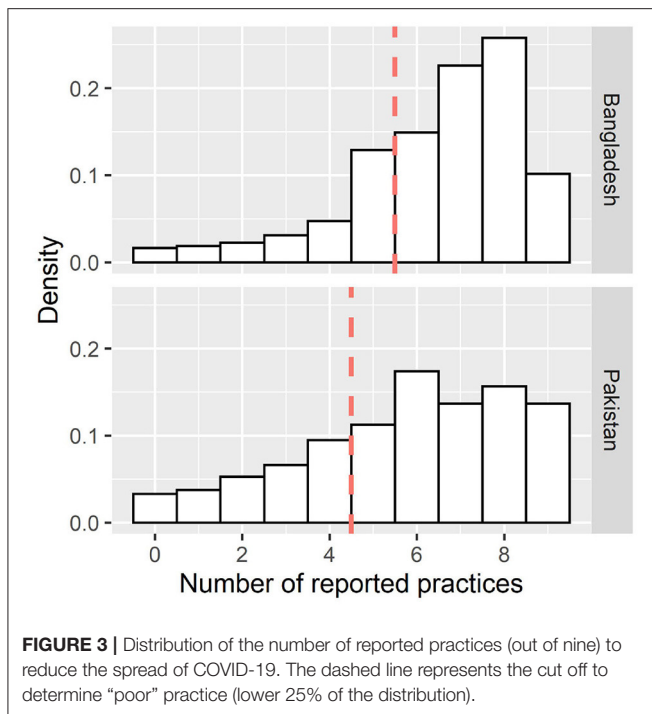 0.2
0.1
0.0
Bangladesh
Density
0.2
0.1
0.0
Pakistan
0 2 4 6 8
Number of reported practices
FIGURE 3 | Distribution of the number of reported practices (out of nine) to
reduce the spread of COVID-19. The dashed line represents the cut off to
determine “poor” practice (lower 25% of the distribution).